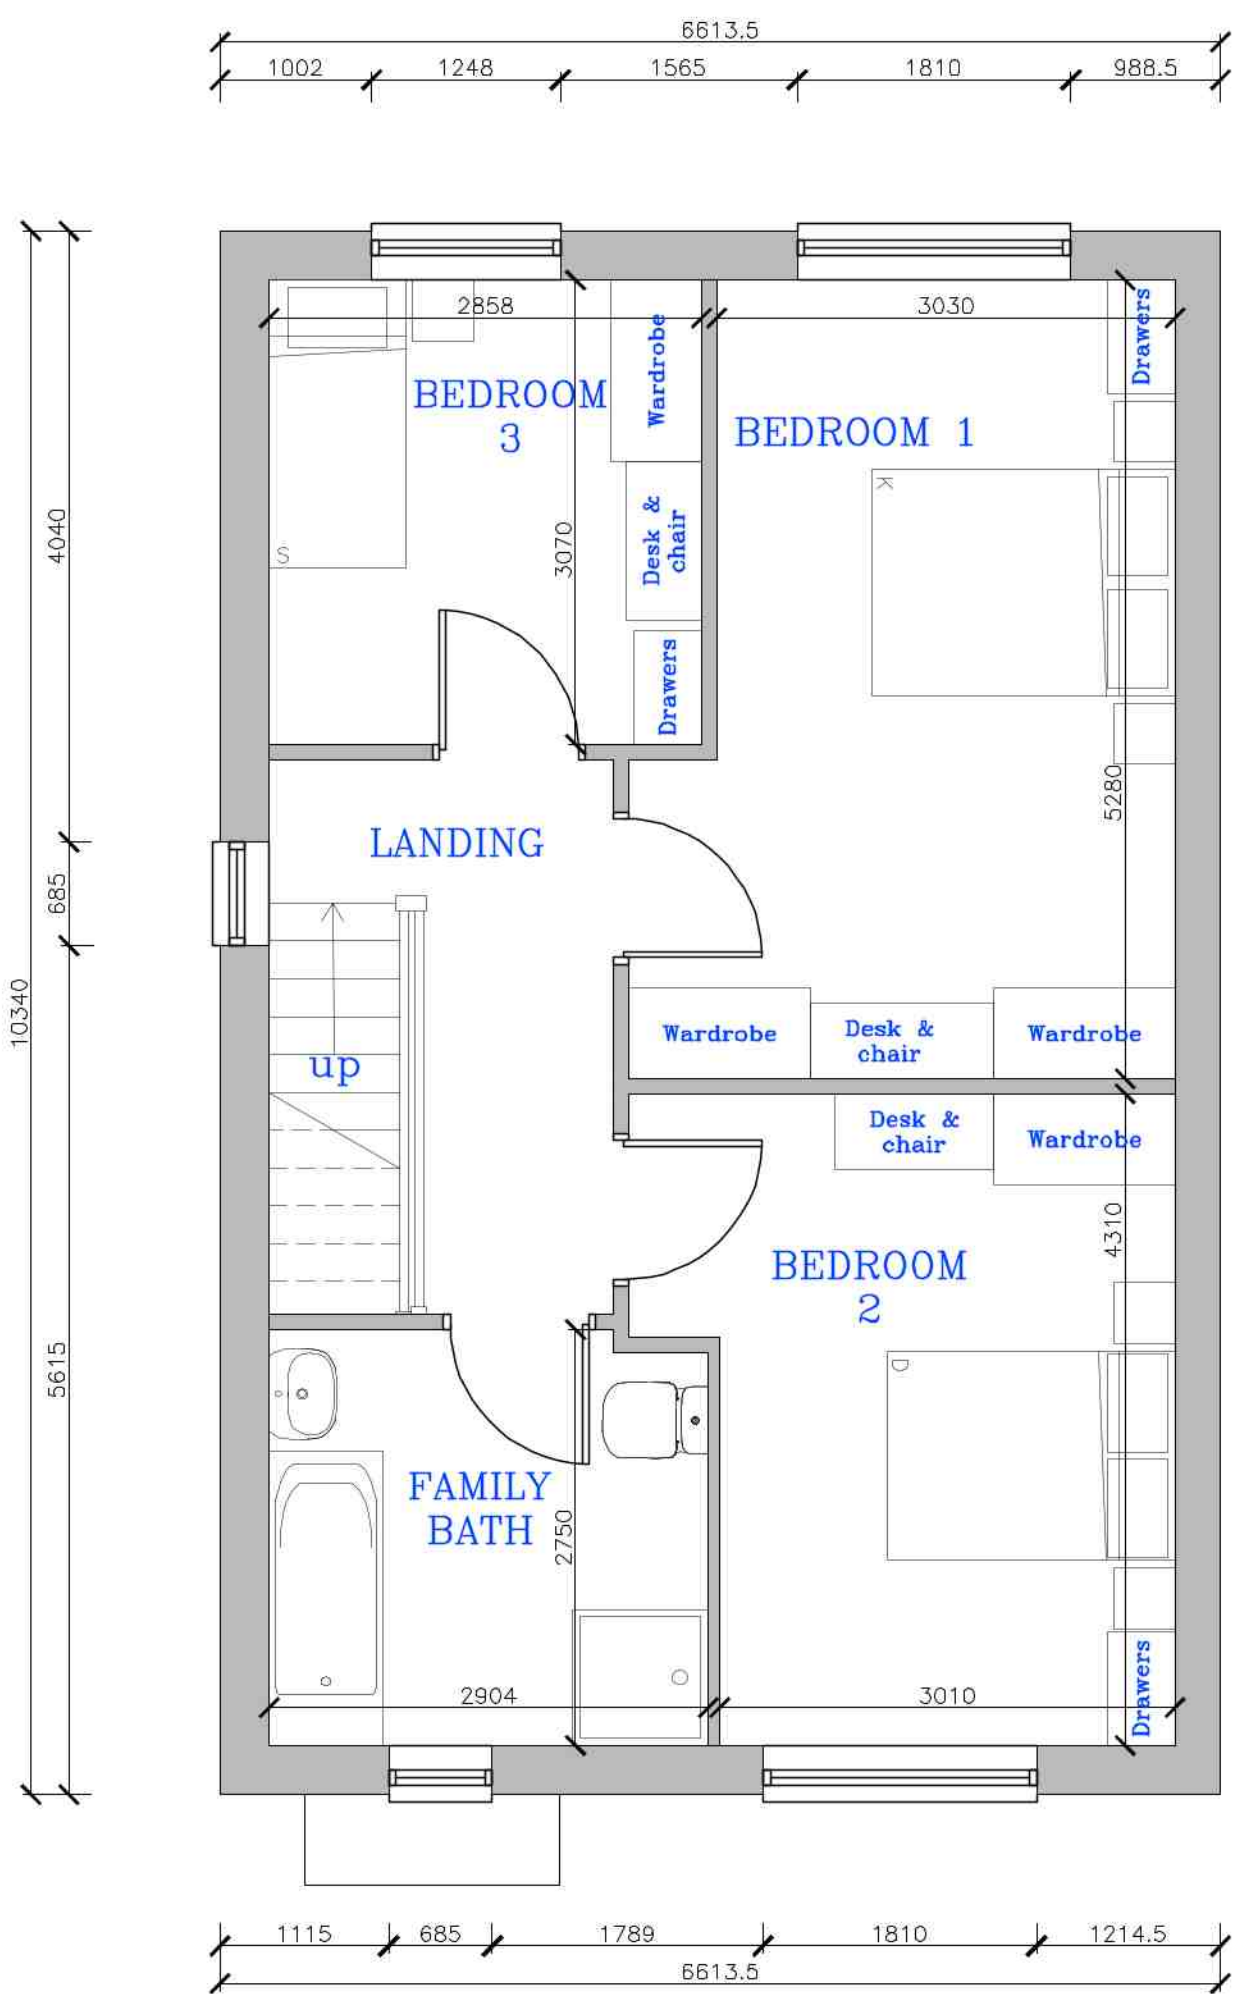 6613.5
1002 1248 1565 1810 988.5
2858 3030
Drawers
Wardrobe
BEDROOM
3
BEDROOM 1
K
4040
3070
Desk &
chair
S
Drawers
5280
LANDING
685
10340
up
Wardrobe
Desk &
chair
Wardrobe
Desk &
chair
Wardrobe
4310
BEDROOM
2
5615
D
FAMILY
BATH
2750
Drawers
2904 3010
1115 685 1789 1810 1214.5
6613.5